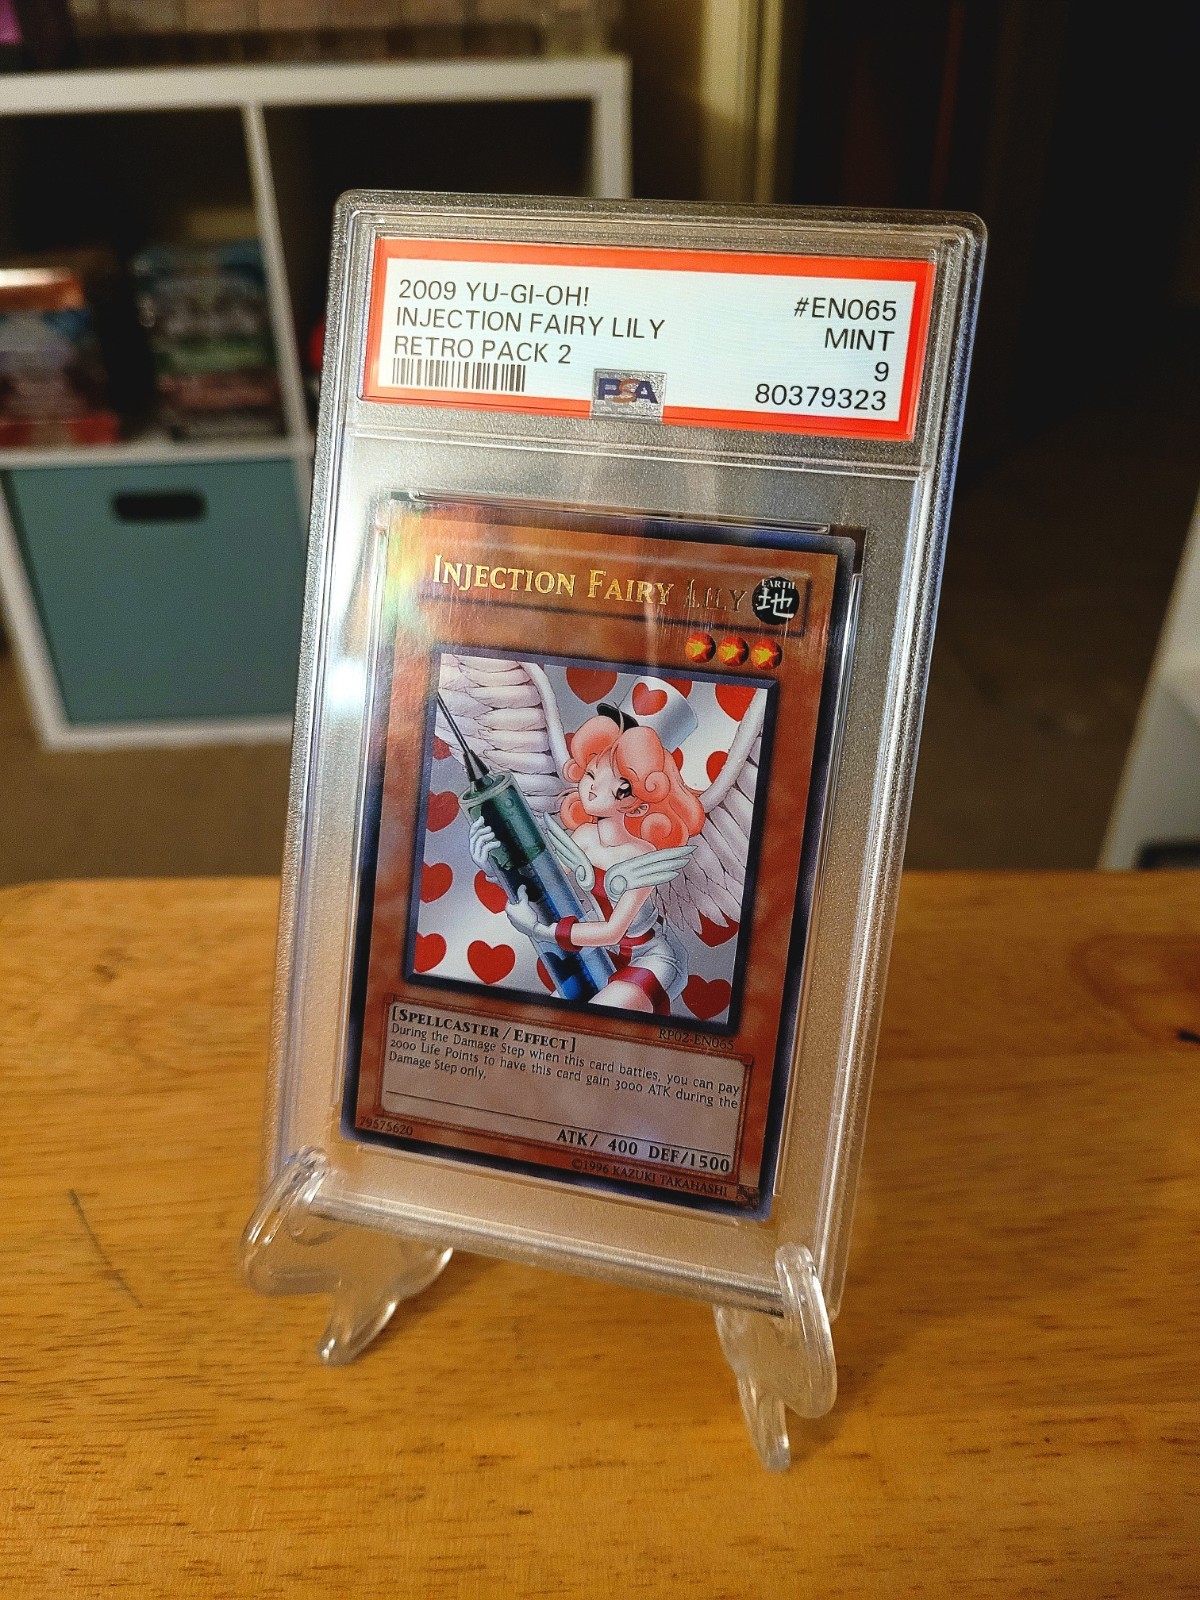 2009 YU-GI-OH!
#EN065
INJECTION FAIRY LILY
MINT
RETRO PACK 2
9
PSA
80379323
INJECTION FAIRY LILY
EARTH
地
RP02-EN065
[SPELLCASTER / EFFECT]
During the Damage Step when this card battles, you can pay
2000 Life Points to have this card gain 3000 ATK during the
Damage Step only.
ATK/ 400 DEF/1500
79575620
©1996 KAZUKI TAKAHASHI